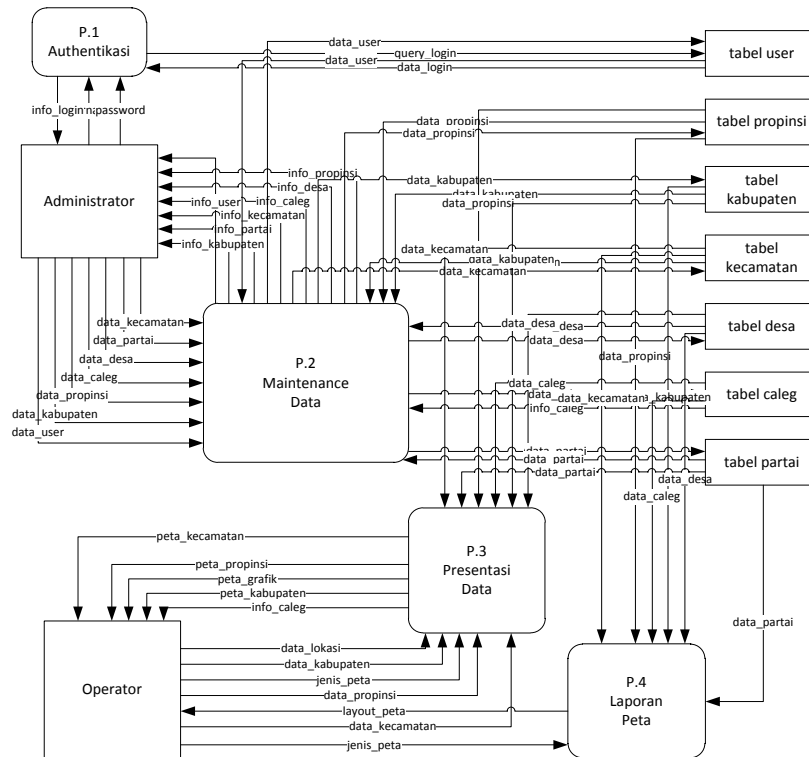 P.1
Authentikasi
data_user
query_login
data_user
data_login
tabel user
info_login
password
data_propinsi
data_propinsi
tabel propinsi
Administrator
info_propinsi
info_desa
info_user
info_caleg
info_kecamatan
info_partai
info_kabupaten
data_kabupaten
data_kabupaten
data_propinsi
tabel
kabupaten
data_kecamatan
data_kabupaten
data_kecamatan
tabel
kecamatan
data_kecamatan
data_partai
data_desa
data_caleg
data_propinsi
data_kabupaten
data_user
P.2
Maintenance
Data
data_desa
data_desa
data_propinsi
tabel desa
data_caleg
data_kecamatan
kabupaten
info_caleg
tabel caleg
data_partai
data_partai
data_partai
data_desa
data_caleg
tabel partai
peta_kecamatan
peta_propinsi
peta_grafik
peta_kabupaten
info_caleg
P.3
Presentasi
Data
data_partai
Operator
data_lokasi
data_kabupaten
jenis_peta
data_propinsi
layout_peta
data_kecamatan
jenis_peta
P.4
Laporan
Peta